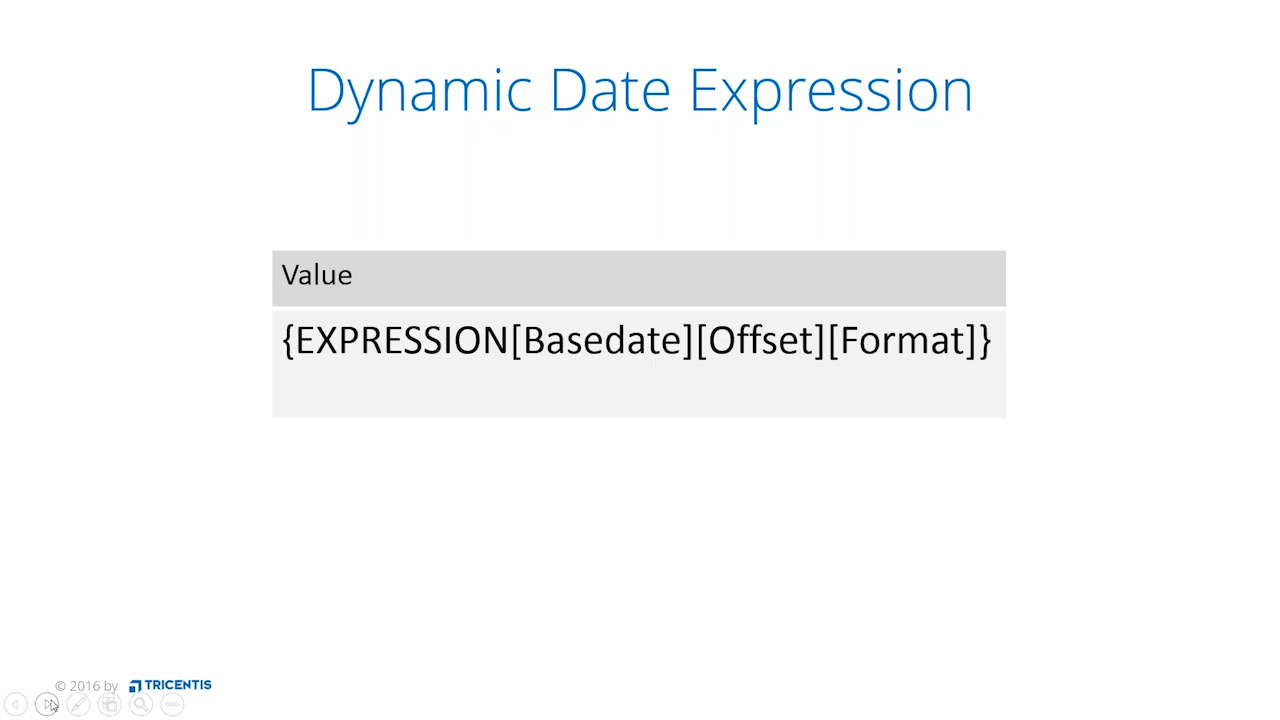 Dynamic Date Expression
Value
{EXPRESSION[Basedate][Offset][Format]}
© 2016 by TRICENTIS